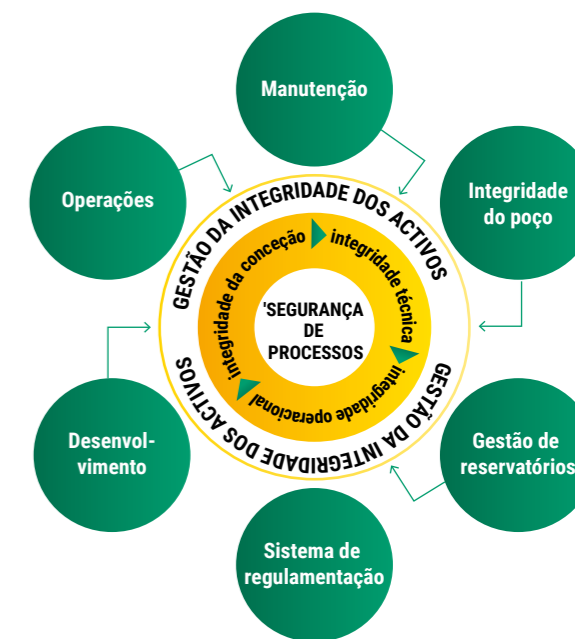 Manutenção
Operações
Integridade
do poço
GESTÃO DA INTEGRIDADE DOS ACTIVOS
integridade da conceção
integridade técnica
integridade operacional
'SEGURANÇA
DE
PROCESSOS
GESTÃO DA INTEGRIDADE DOS ACTIVOS
Desenvol-
vimento
Gestão de
reservatórios
Sistema de
regulamentação